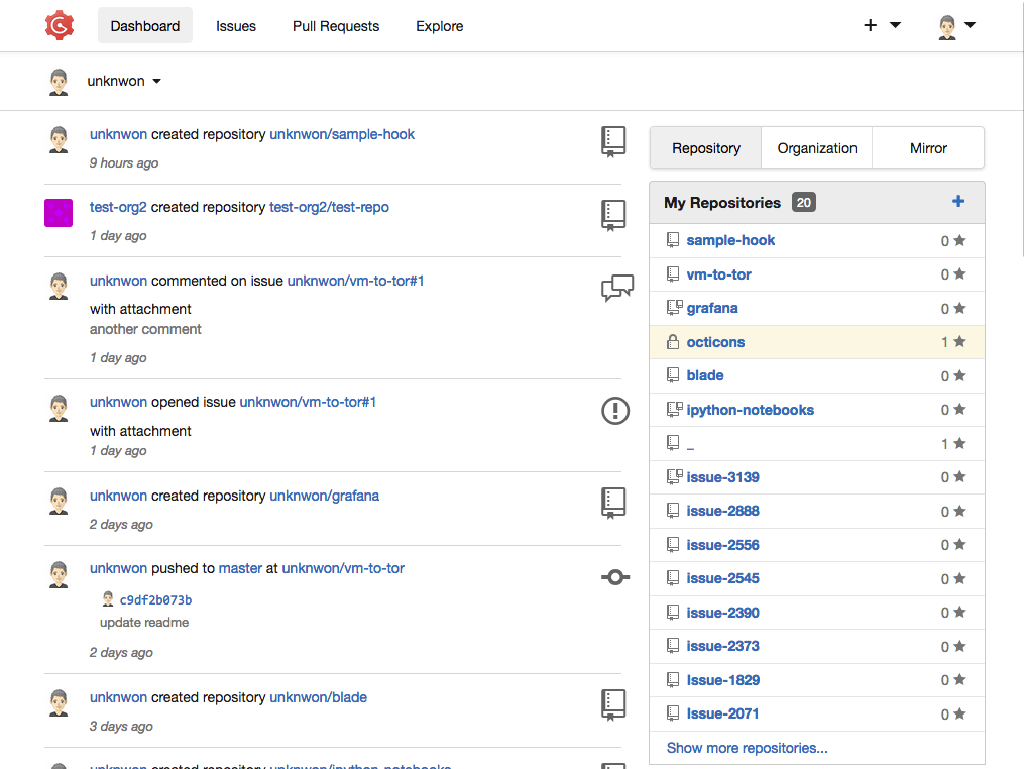 Dashboard Issues Pull Requests Explore
unknwon
unknwon created repository unknwon/sample-hook
9 hours ago
test-org2 created repository test-org2/test-repo
1 day ago
unknwon commented on issue unknwon/vm-to-tor#1
with attachment
another comment
1 day ago
unknwon opened issue unknwon/vm-to-tor#1
with attachment
1 day ago
unknwon created repository unknwon/grafana
2 days ago
unknwon pushed to master at unknwon/vm-to-tor
c9df2b073b
update readme
2 days ago
unknwon created repository unknwon/blade
3 days ago
unknwon created repository unknwon/ipython-notebooks
Repository Organization Mirror
My Repositories 20
sample-hook 0
vm-to-tor 0
grafana 0
octicons 1
blade 0
ipython-notebooks 0
_ 1
issue-3139 0
issue-2888 0
issue-2556 0
issue-2545 0
issue-2390 0
issue-2373 0
Issue-1829 0
Issue-2071 0
Show more repositories...